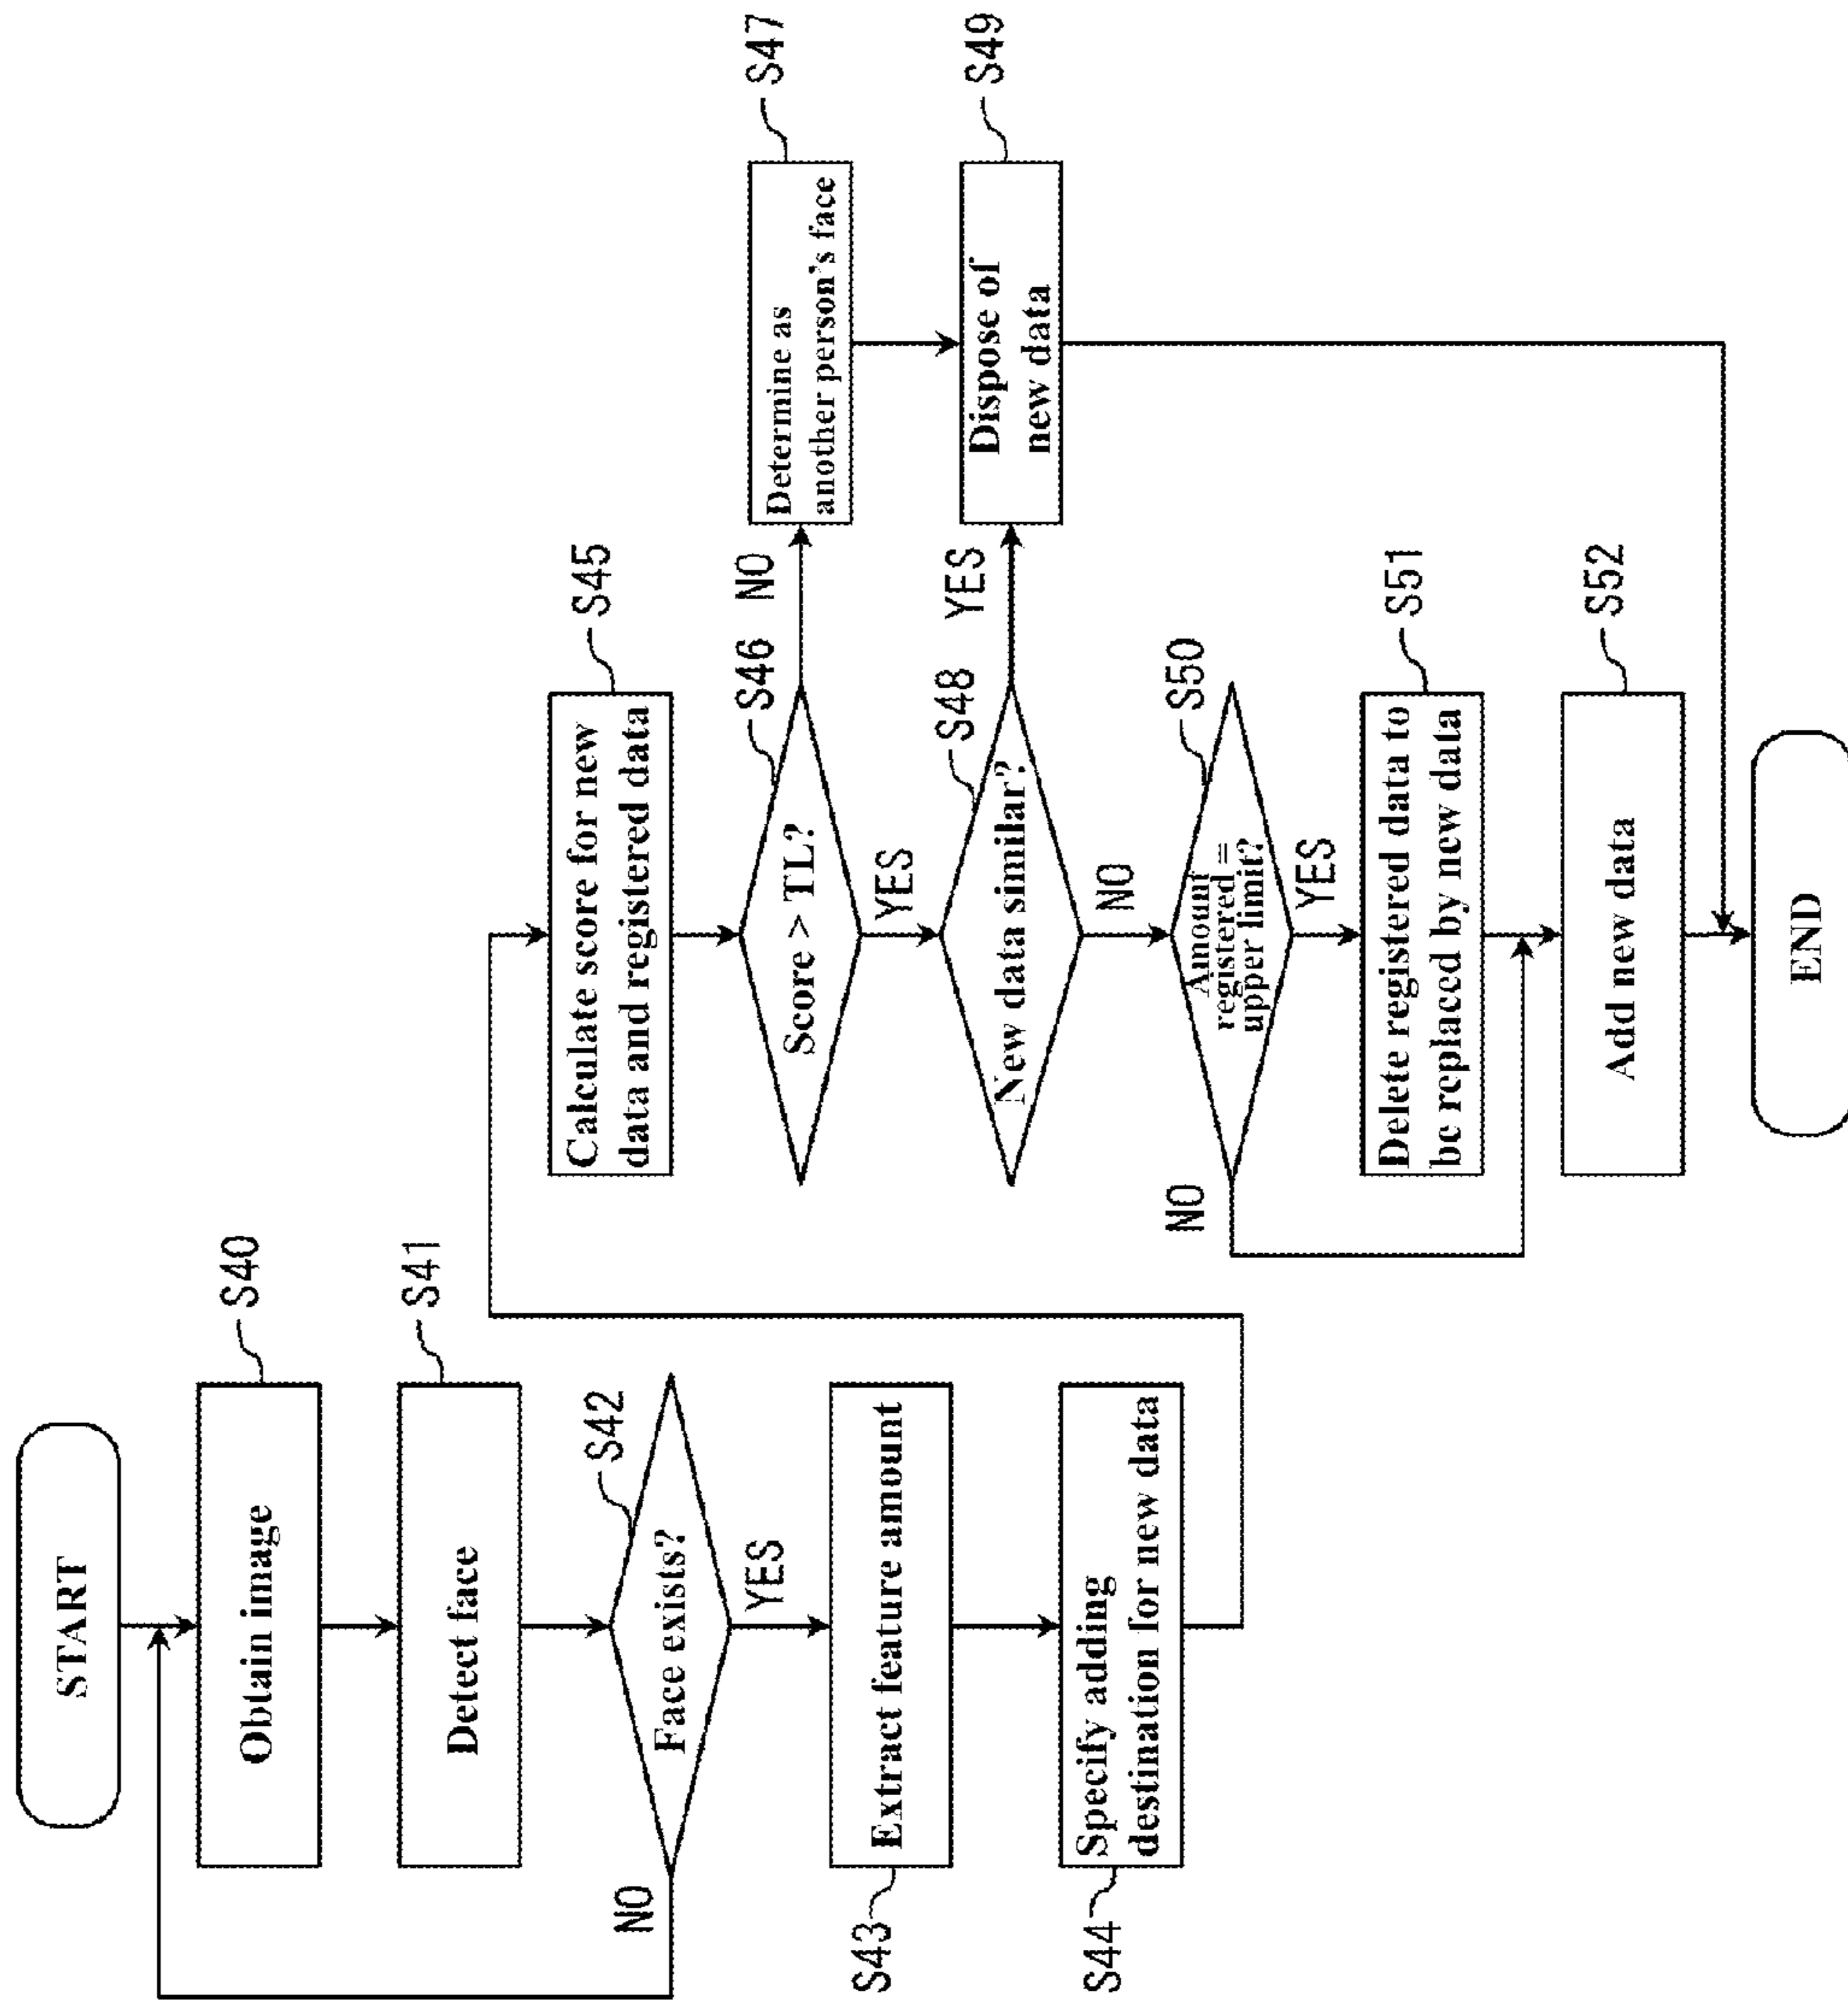 START
Obtain image
S40
Detect face
S41
Face exists?
S42
NO
YES
Extract feature amount
S43
Specify adding
destination for new data
S44
Calculate score for new
data and registered data
S45
Score > TL?
S46
NO
YES
Determine as
another person's face
S47
New data similar?
S48
YES
NO
Dispose of
new data
S49
Amount
registered =
upper limit?
S50
NO
YES
Delete registered data to
be replaced by new data
S51
Add new data
S52
END